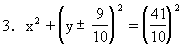 3. x² + (y ± 9/10)² = (41/10)²